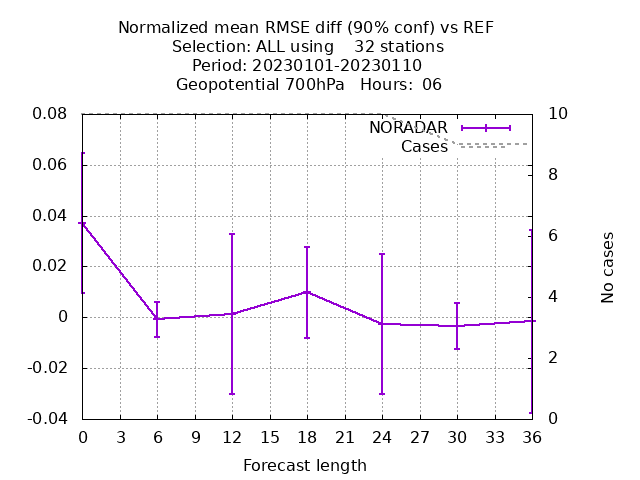 Normalized mean RMSE diff (90% conf) vs REF
Selection: ALL using    32 stations
Period: 20230101-20230110
Geopotential 700hPa   Hours:  06
0.08
0.06
0.04
0.02
0
-0.02
-0.04
NORADAR
Cases
10
8
6
4
2
0
No cases
0 3 6 9 12 15 18 21 24 27 30 33 36
Forecast length